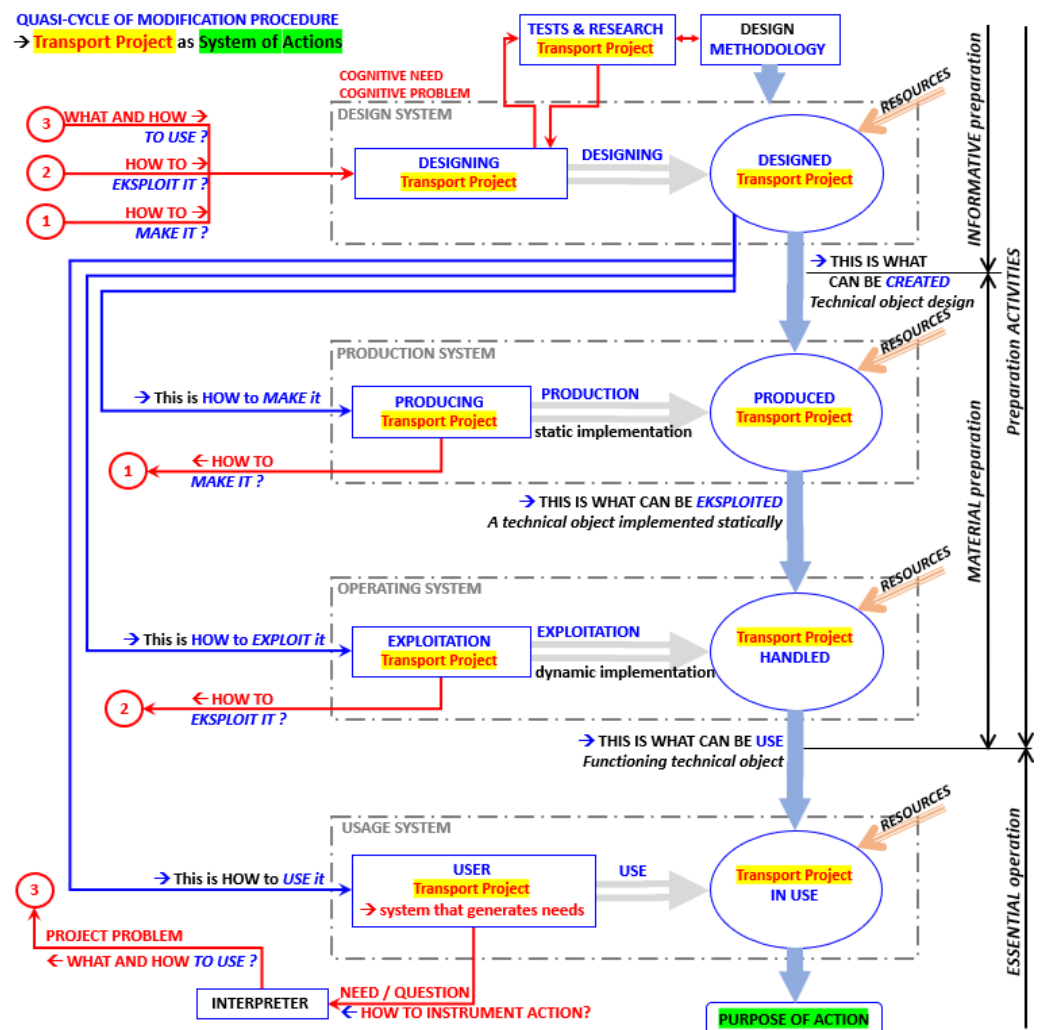 QUASI-CYCLE OF MODIFICATION PROCEDURE
→ Transport Project as System of Actions
TESTS & RESEARCH
Transport Project
DESIGN
METHODOLOGY
COGNITIVE NEED
COGNITIVE PROBLEM
RESOURCES
DESIGN SYSTEM
3
WHAT AND HOW →
TO USE ?
2
HOW TO →
EKSPLOIT IT ?
1
HOW TO →
MAKE IT ?
DESIGNING
Transport Project
DESIGNING
DESIGNED
Transport Project
INFORMATIVE preparation
→ THIS IS WHAT
CAN BE CREATED
Technical object design
Preparation ACTIVITIES
RESOURCES
PRODUCTION SYSTEM
→ This is HOW to MAKE it
PRODUCING
Transport Project
PRODUCTION
static implementation
PRODUCED
Transport Project
1
← HOW TO
MAKE IT ?
MATERIAL preparation
→ THIS IS WHAT CAN BE EKSPLOITED
A technical object implemented statically
RESOURCES
OPERATING SYSTEM
→ This is HOW to EXPLOIT it
EXPLOITATION
Transport Project
EXPLOITATION
dynamic implementation
Transport Project
HANDLED
2
← HOW TO
EKSPLOIT IT ?
→ THIS IS WHAT CAN BE USE
Functioning technical object
RESOURCES
USAGE SYSTEM
→ This is HOW to USE it
USER
Transport Project
→ system that generates needs
USE
Transport Project
IN USE
ESSENTIAL operation
3
PROJECT PROBLEM
← WHAT AND HOW TO USE ?
INTERPRETER
NEED / QUESTION
← HOW TO INSTRUMENT ACTION?
PURPOSE OF ACTION